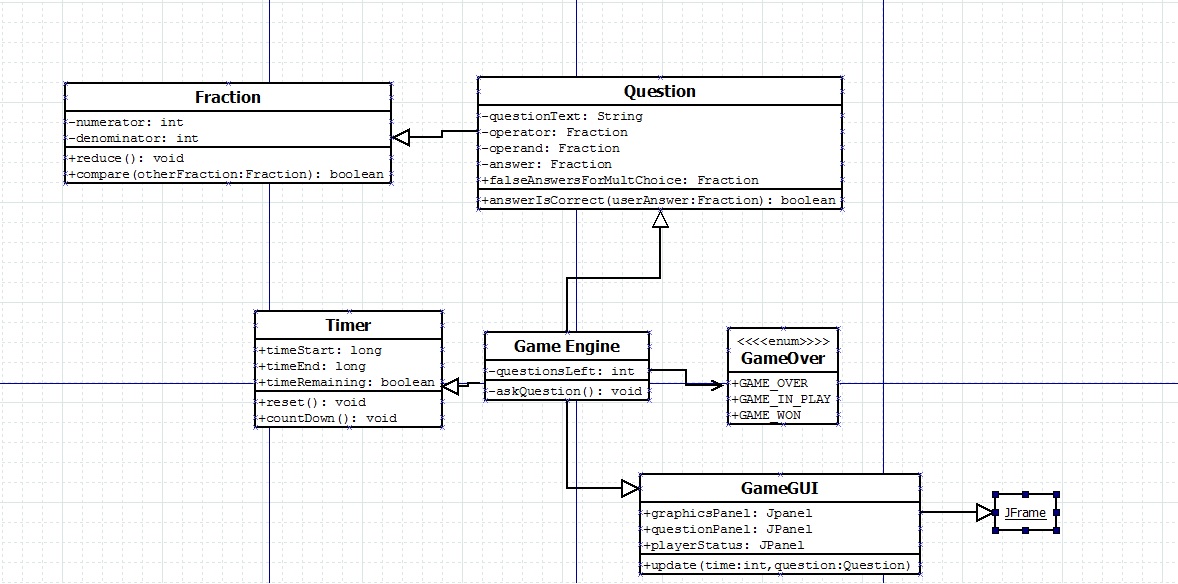 Fraction
-numerator: int
-denominator: int
+reduce(): void
+compare(otherFraction:Fraction): boolean
Question
-questionText: String
-operator: Fraction
-operand: Fraction
-answer: Fraction
+falseAnswersForMultChoice: Fraction
+answerIsCorrect(userAnswer:Fraction): boolean
Timer
+timeStart: long
+timeEnd: long
+timeRemaining: boolean
+reset(): void
+countDown(): void
Game Engine
-questionsLeft: int
-askQuestion(): void
<<<<enum>>>>
GameOver
+GAME_OVER
+GAME_IN_PLAY
+GAME_WON
GameGUI
+graphicsPanel: Jpanel
+questionPanel: JPanel
+playerStatus: JPanel
+update(time:int,question:Question)
JFrame